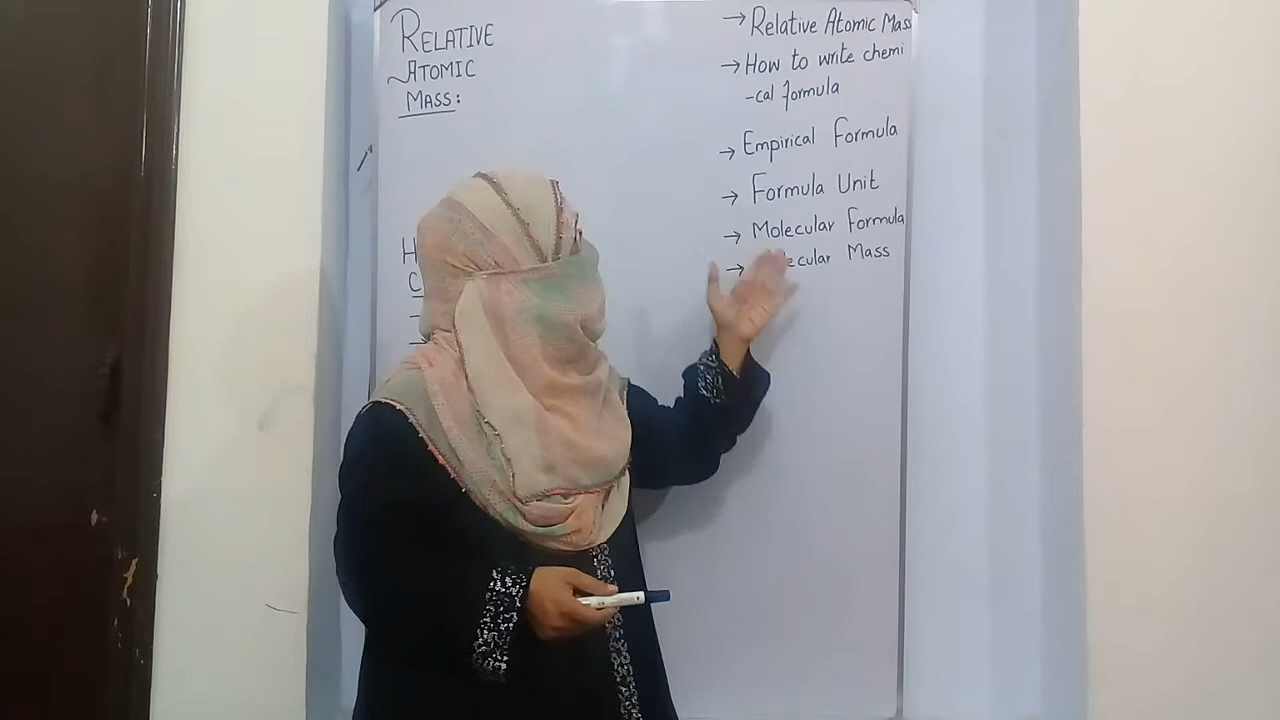 RELATIVE
ATOMIC
MASS:
H
C
→ Relative Atomic Mass
→ How to write chemi
-cal formula
→ Empirical Formula
→ Formula Unit
→ Molecular Formula
→ ecular Mass